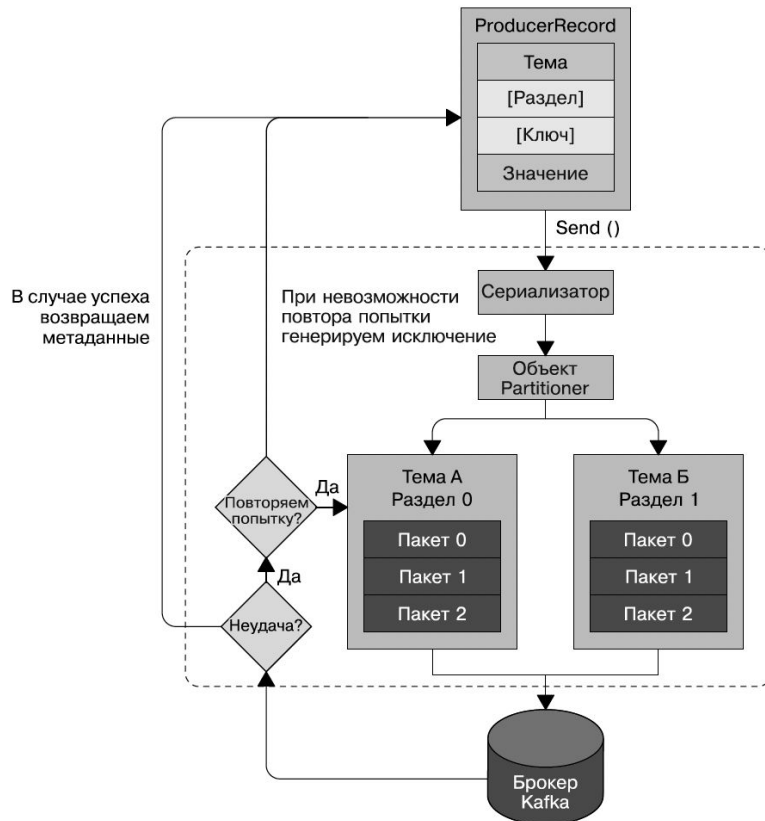 ProducerRecord
Тема
[Раздел]
[Ключ]
Значение
Send ()
В случае успеха
возвращаем
метаданные
При невозможности
повтора попытки
генерируем исключение
Сериализатор
Объект
Partitioner
Повторяем
попытку?
Да
Тема А
Раздел 0
Пакет 0
Пакет 1
Пакет 2
Тема Б
Раздел 1
Пакет 0
Пакет 1
Пакет 2
Да
Неудача?
Брокер
Kafka